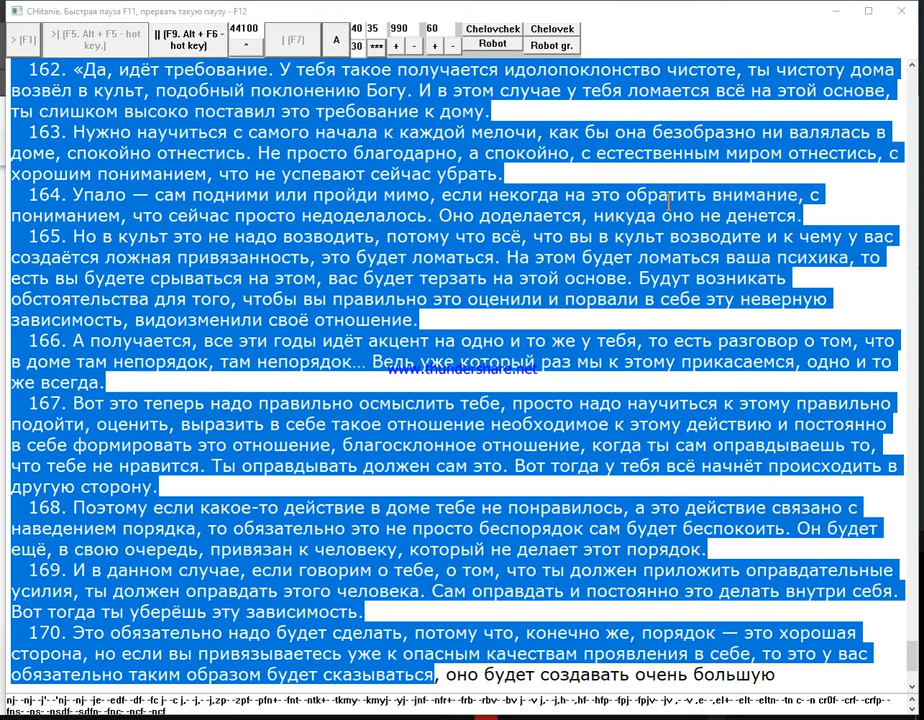 CHitanie. Быстрая пауза F11, прервать такую паузу - F12
> (F1)
>| (F5. Alt + F5 - hot key.)
|| (F9. Alt + F6 - hot key)
44100
^
| (F7)
A
40 35
30 ***
990
+ -
60
+ -
Chelovchek
Robot
Chelovek
Robot gr.
162. «Да, идёт требование. У тебя такое получается идолопоклонство чистоте, ты чистоту дома
возвёл в культ, подобный поклонению Богу. И в этом случае у тебя ломается всё на этой основе,
ты слишком высоко поставил это требование к дому.
163. Нужно научиться с самого начала к каждой мелочи, как бы она безобразно ни валялась в
доме, спокойно отнестись. Не просто благодарно, а спокойно, с естественным миром отнестись, с
хорошим пониманием, что не успевают сейчас убрать.
164. Упало — сам подними или пройди мимо, если некогда на это обратить внимание, с
пониманием, что сейчас просто недоделалось. Оно доделается, никуда оно не денется.
165. Но в культ это не надо возводить, потому что всё, что вы в культ возводите и к чему у вас
создаётся ложная привязанность, это будет ломаться. На этом будет ломаться ваша психика, то
есть вы будете срываться на этом, вас будет терзать на этой основе. Будут возникать
обстоятельства для того, чтобы вы правильно это оценили и порвали в себе эту неверную
зависимость, видоизменили своё отношение.
166. А получается, все эти годы идёт акцент на одно и то же у тебя, то есть разговор о том, что
в доме там непорядок, там непорядок... Ведь уже который раз мы к этому прикасаемся, одно и то
же всегда.
www.thundershare.net
167. Вот это теперь надо правильно осмыслить тебе, просто надо научиться к этому правильно
подойти, оценить, выразить в себе такое отношение необходимое к этому действию и постоянно
в себе формировать это отношение, благосклонное отношение, когда ты сам оправдываешь то,
что тебе не нравится. Ты оправдывать должен сам это. Вот тогда у тебя всё начнёт происходить в
другую сторону.
168. Поэтому если какое-то действие в доме тебе не понравилось, а это действие связано с
наведением порядка, то обязательно это не просто беспорядок сам будет беспокоить. Он будет
ещё, в свою очередь, привязан к человеку, который не делает этот порядок.
169. И в данном случае, если говорим о тебе, о том, что ты должен приложить оправдательные
усилия, ты должен оправдать этого человека. Сам оправдать и постоянно это делать внутри себя.
Вот тогда ты уберёшь эту зависимость.
170. Это обязательно надо будет сделать, потому что, конечно же, порядок — это хорошая
сторона, но если вы привязываетесь уже к опасным качествам проявления в себе, то это у вас
обязательно таким образом будет сказываться, оно будет создавать очень большую